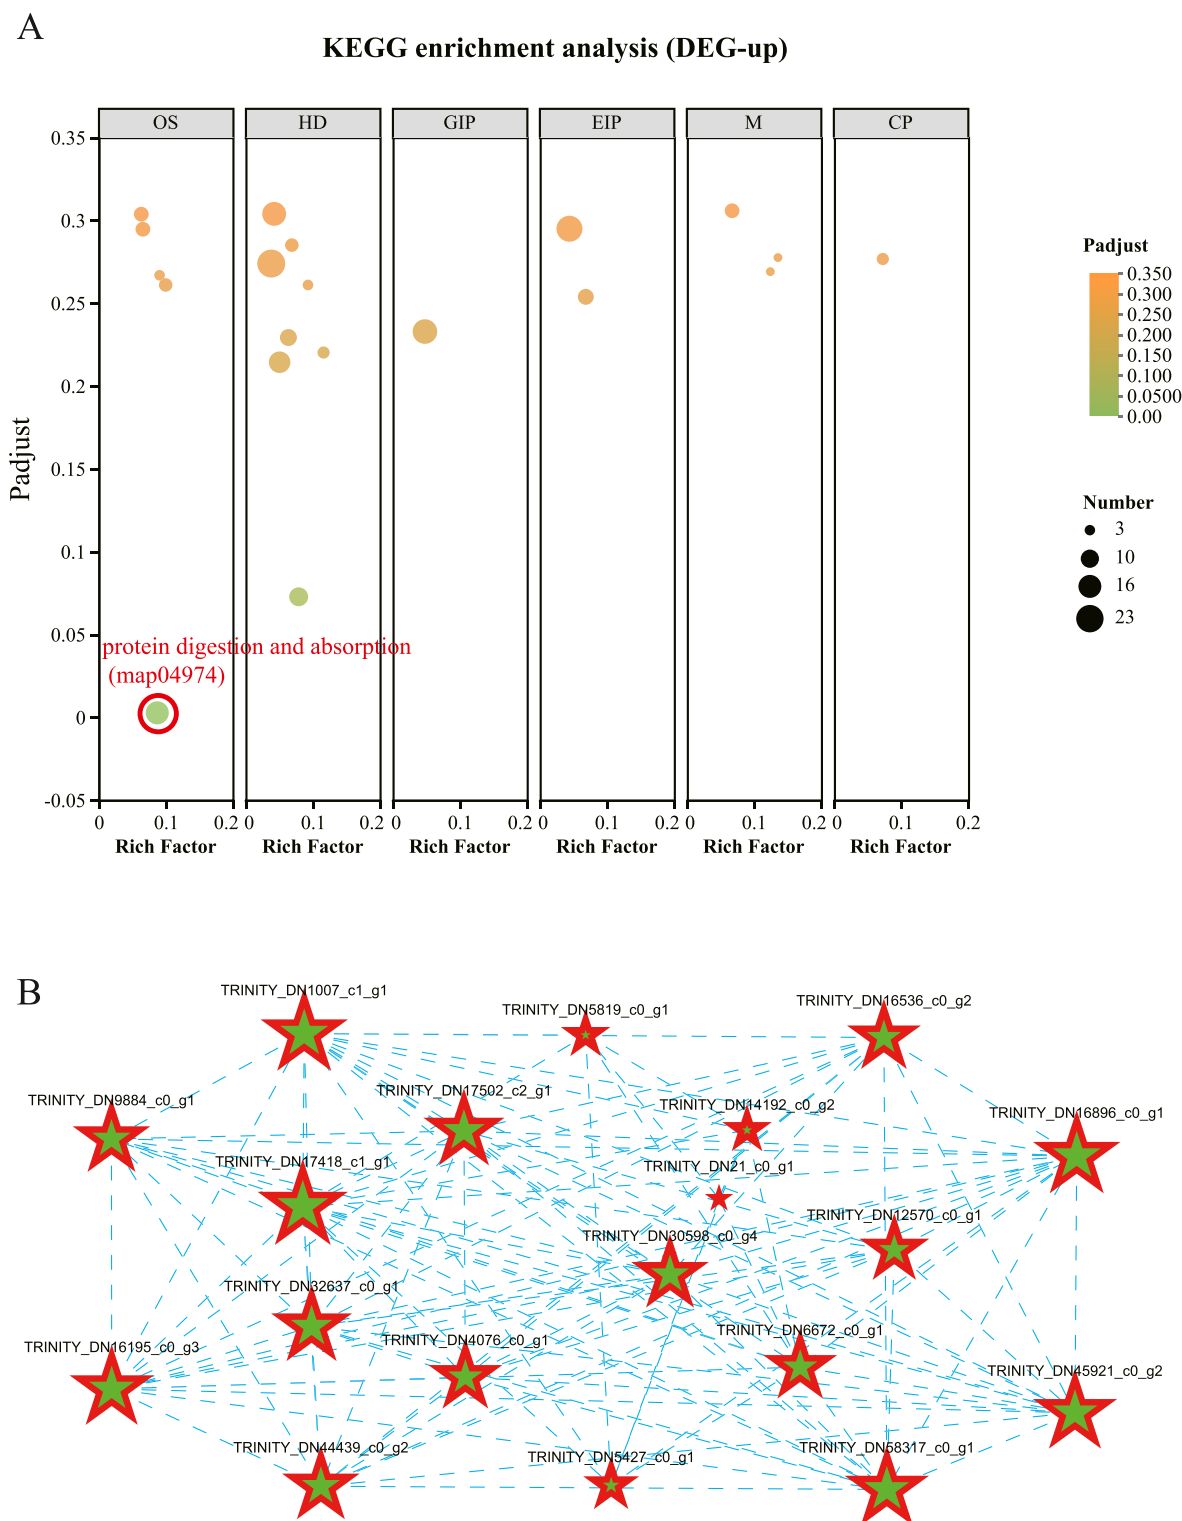 A
KEGG enrichment analysis (DEG-up)
OS HD GIP EIP M CP
0.35
0.3
0.25
0.2
0.15
0.1
0.05
0
-0.05
Padjust
protein digestion and absorption
(map04974)
0 0.1 0.2 0 0.1 0.2 0 0.1 0.2 0 0.1 0.2 0 0.1 0.2 0 0.1 0.2
Rich Factor Rich Factor Rich Factor Rich Factor Rich Factor Rich Factor
Padjust
0.350
0.300
0.250
0.200
0.150
0.100
0.0500
0.00
Number
3
10
16
23
B
TRINITY_DN1007_c1_g1
TRINITY_DN5819_c0_g1
TRINITY_DN16536_c0_g2
TRINITY_DN9884_c0_g1
TRINITY_DN17502_c2_g1
TRINITY_DN14192_c0_g2
TRINITY_DN16896_c0_g1
TRINITY_DN17418_c1_g1
TRINITY_DN21_c0_g1
TRINITY_DN12570_c0_g1
TRINITY_DN30598_c0_g4
TRINITY_DN32637_c0_g1
TRINITY_DN16195_c0_g3
TRINITY_DN4076_c0_g1
TRINITY_DN6672_c0_g1
TRINITY_DN45921_c0_g2
TRINITY_DN44439_c0_g2
TRINITY_DN5427_c0_g1
TRINITY_DN58317_c0_g1